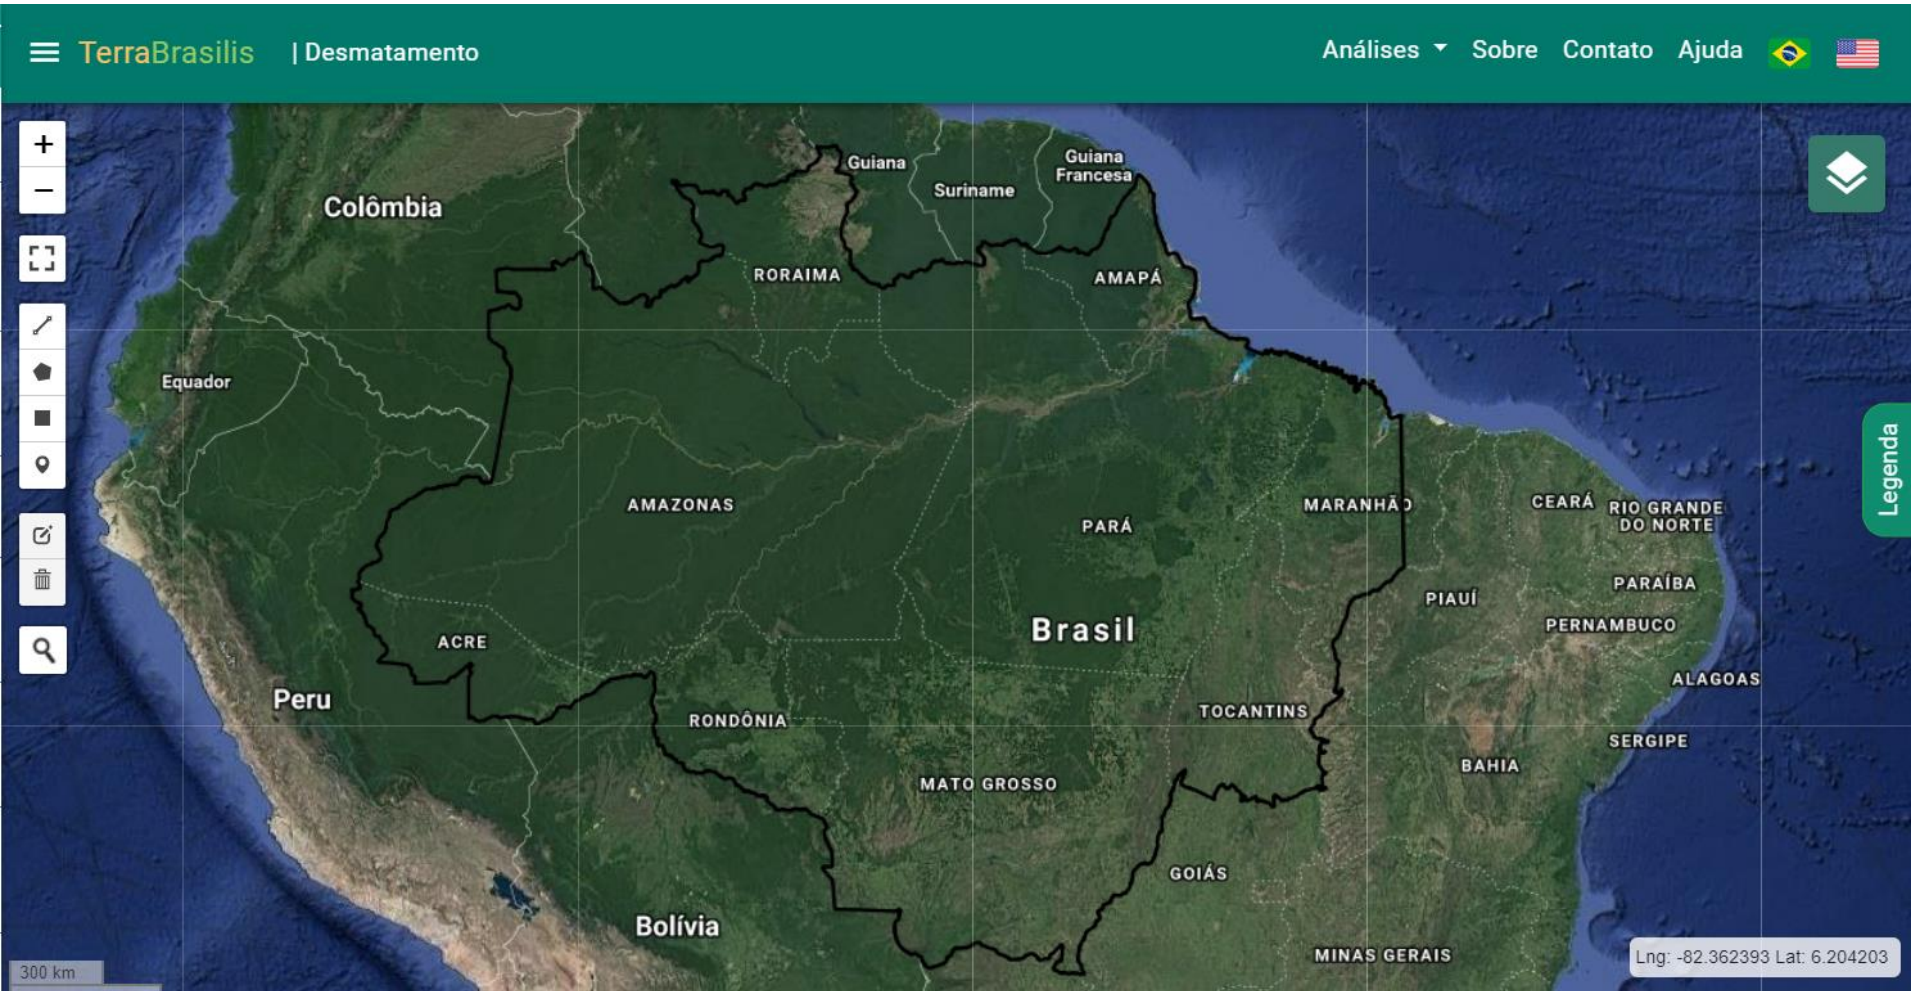 TerraBrasilis | Desmatamento
Análises Sobre Contato Ajuda
+
−
Guiana
Guiana
Francesa
Suriname
Colômbia
RORAIMA
AMAPÁ
Equador
Legenda
AMAZONAS
MARANHÃO
CEARÁ
RIO GRANDE
DO NORTE
PARÁ
PARAÍBA
PIAUÍ
Brasil
PERNAMBUCO
ACRE
ALAGOAS
Peru
TOCANTINS
RONDÔNIA
SERGIPE
BAHIA
MATO GROSSO
GOIÁS
Bolívia
MINAS GERAIS
Lng: -82.362393 Lat: 6.204203
300 km